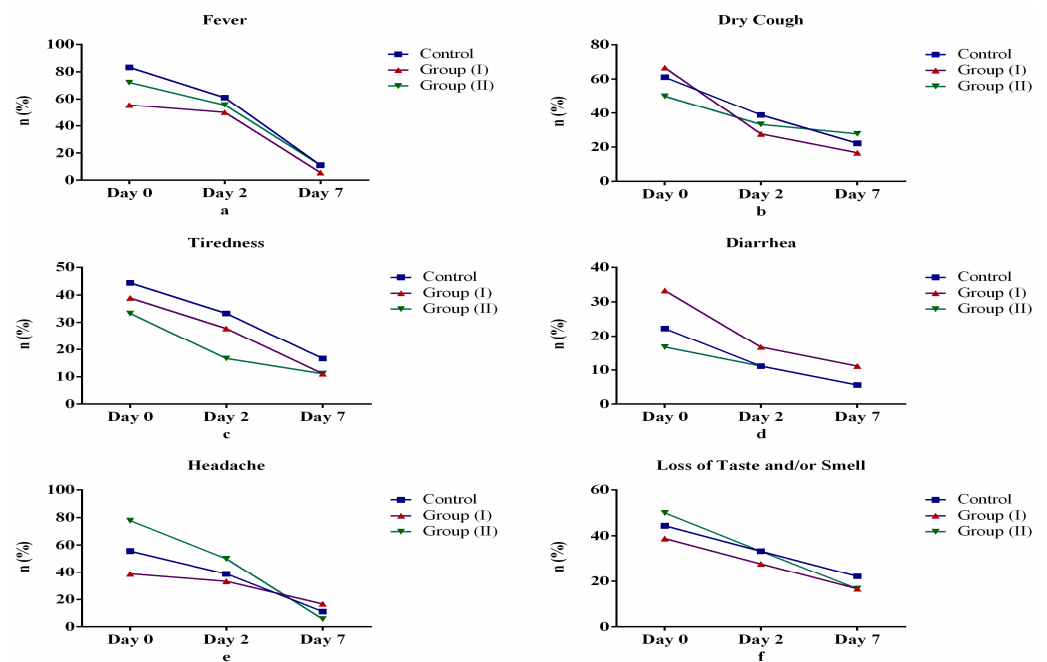 Fever
100
80
60
40
20
0
n (%)
Day 0 Day 2 Day 7
a
Control
Group (I)
Group (II)
Dry Cough
80
60
40
20
0
n (%)
Day 0 Day 2 Day 7
b
Control
Group (I)
Group (II)
Tiredness
50
40
30
20
10
0
n (%)
Day 0 Day 2 Day 7
c
Control
Group (I)
Group (II)
Diarrhea
40
30
20
10
0
n (%)
Day 0 Day 2 Day 7
d
Control
Group (I)
Group (II)
Headache
100
80
60
40
20
0
n (%)
Day 0 Day 2 Day 7
e
Control
Group (I)
Group (II)
Loss of Taste and/or Smell
60
40
20
0
n (%)
Day 0 Day 2 Day 7
f
Control
Group (I)
Group (II)